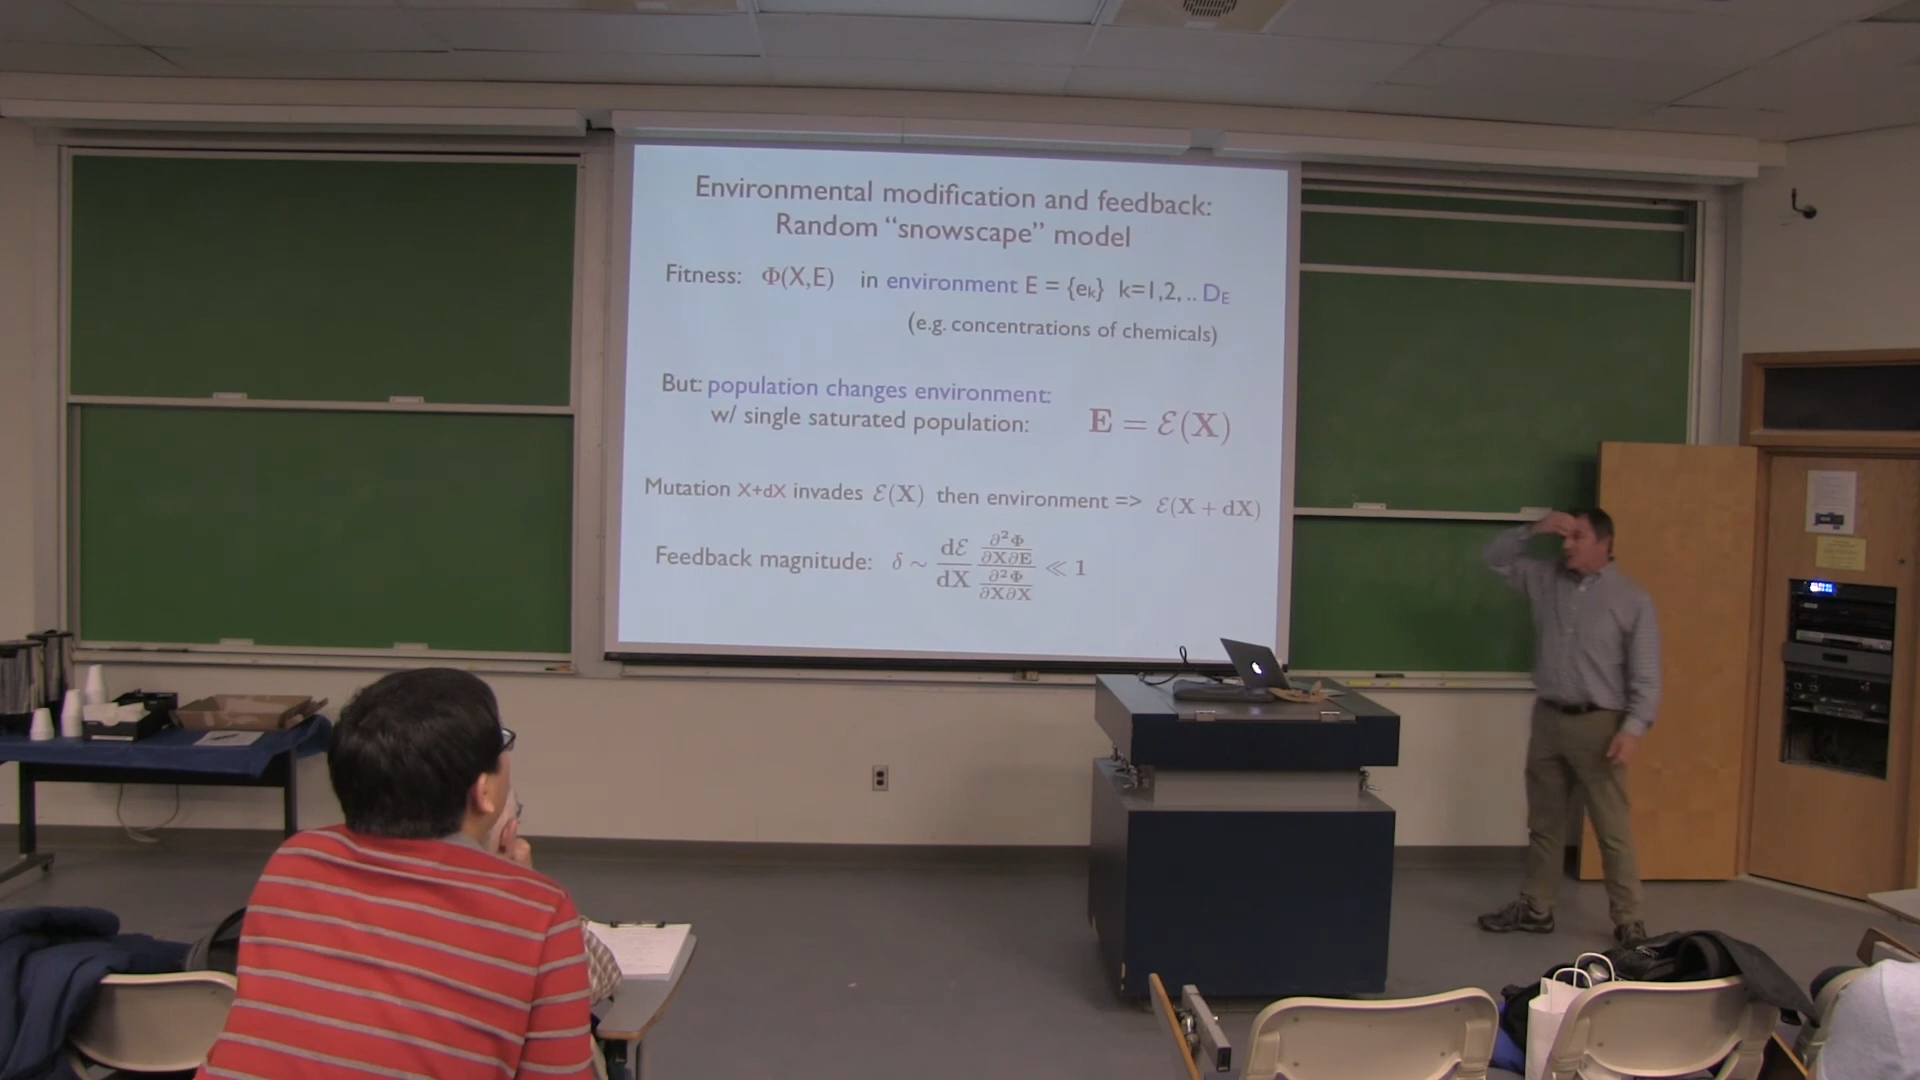 Environmental modification and feedback:
Random “snowscape” model
Fitness: Φ(X,E) in environment E = {eₖ} k=1,2,.. D_E
(e.g. concentrations of chemicals)
But: population changes environment:
w/ single saturated population: E = ℰ(X)
Mutation X+dX invades ℰ(X) then environment => ℰ(X + dX)
Feedback magnitude: δ ~ dℰ/dX (∂²Φ/∂X∂E)/(∂²Φ/∂X∂X) ≪ 1